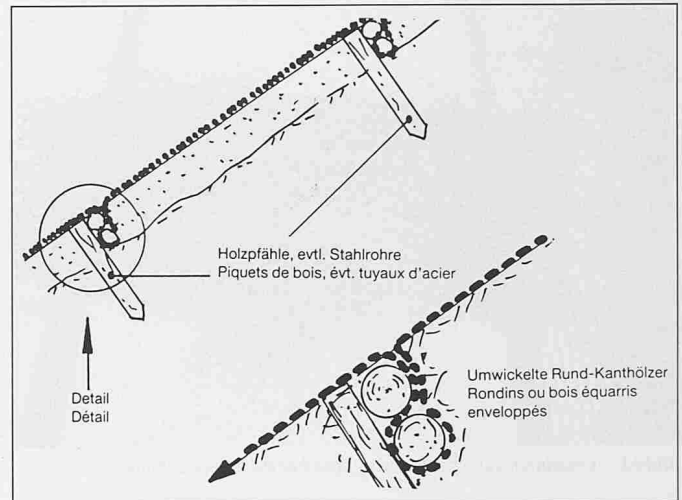 Holzpfähle, evtl. Stahlrohre
Piquets de bois, évt. tuyaux d'acier
Detail
Détail
Umwickelte Rund-Kanthölzer
Rondins ou bois équarris
enveloppés